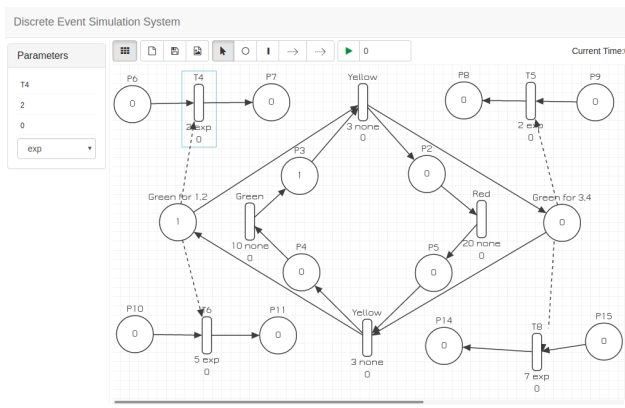 Discrete Event Simulation System
Parameters
0
Current Time:
T4
2
0
exp
P6
T4
P7
0
0
2 exp
0
Yellow
3 none
0
P8
T5
P9
0
0
2 exp
0
P3
1
P2
0
Green for 1,2
1
Green
10 none
0
Red
20 none
0
Green for 3,4
0
P4
0
P5
0
P10
T6
P11
0
0
5 exp
0
Yellow
3 none
0
P14
T8
P15
0
0
7 exp
0